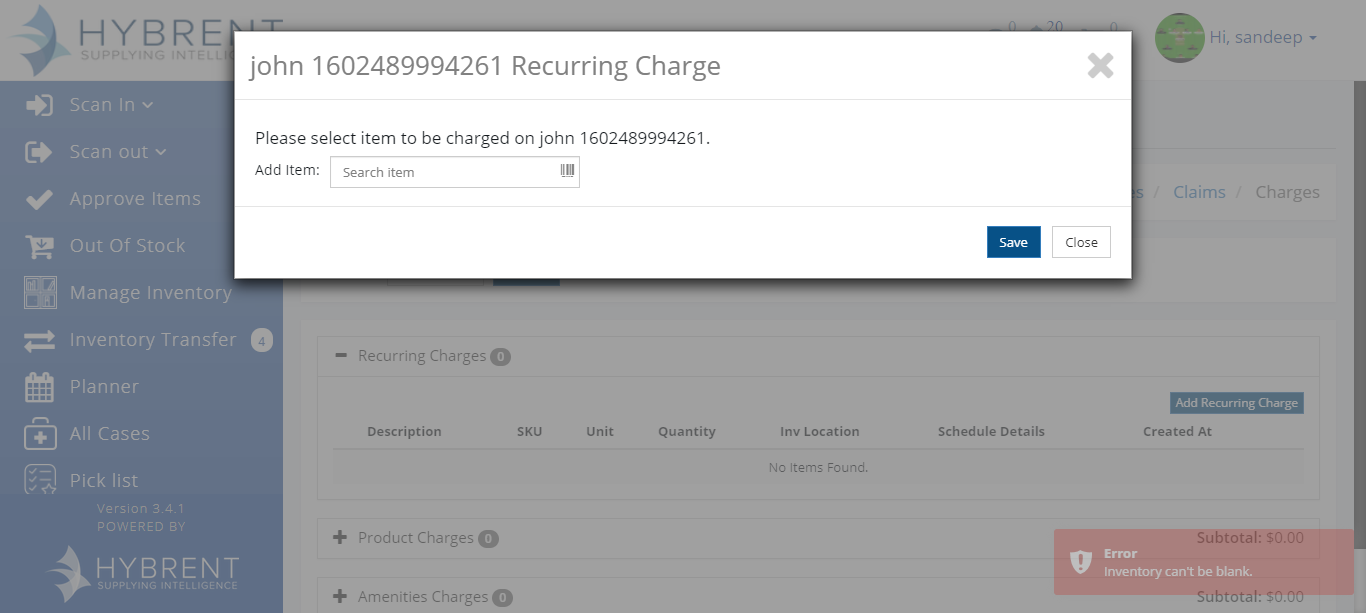 HYBRENT
SUPPLYING INTELLIG
0
20
0
Hi, sandeep
john 1602489994261 Recurring Charge
Please select item to be charged on john 1602489994261.
Add Item: Search item
Save Close
Scan In
Scan out
Approve Items
Out Of Stock
Manage Inventory
Inventory Transfer 4
Planner
All Cases
Pick list
Version 3.4.1
POWERED BY
HYBRENT
SUPPLYING INTELLIGENCE
/ Claims / Charges
Recurring Charges 0
Add Recurring Charge
Description SKU Unit Quantity Inv Location Schedule Details Created At
No Items Found.
Product Charges 0 Subtotal: $0.00
Error
Inventory can't be blank.
Amenities Charges 0 Subtotal: $0.00